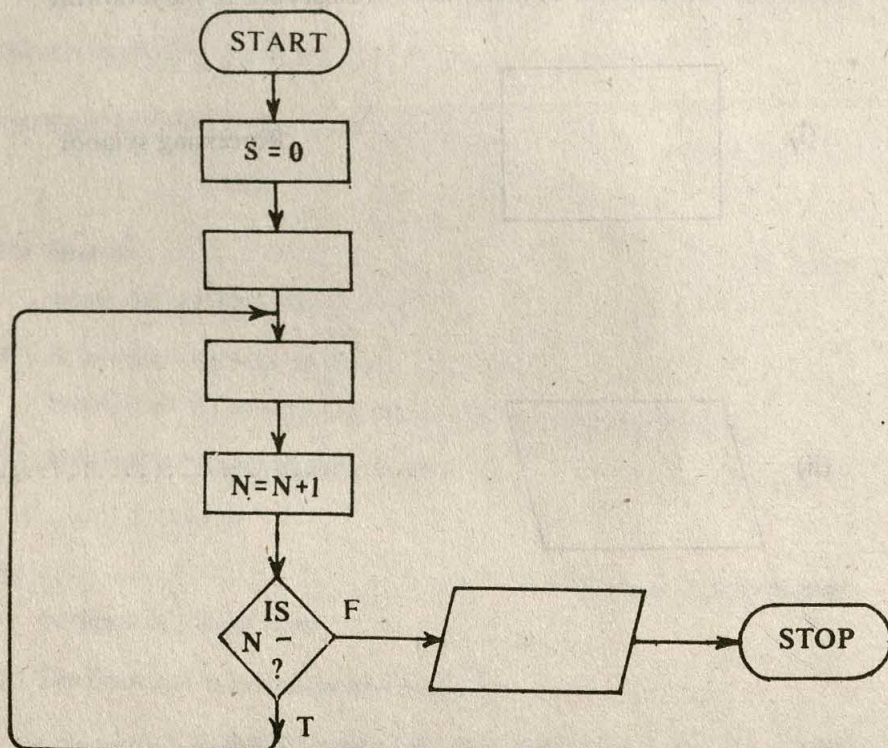 START
S = 0
N=N+1
IS
N –
?
F
T
STOP